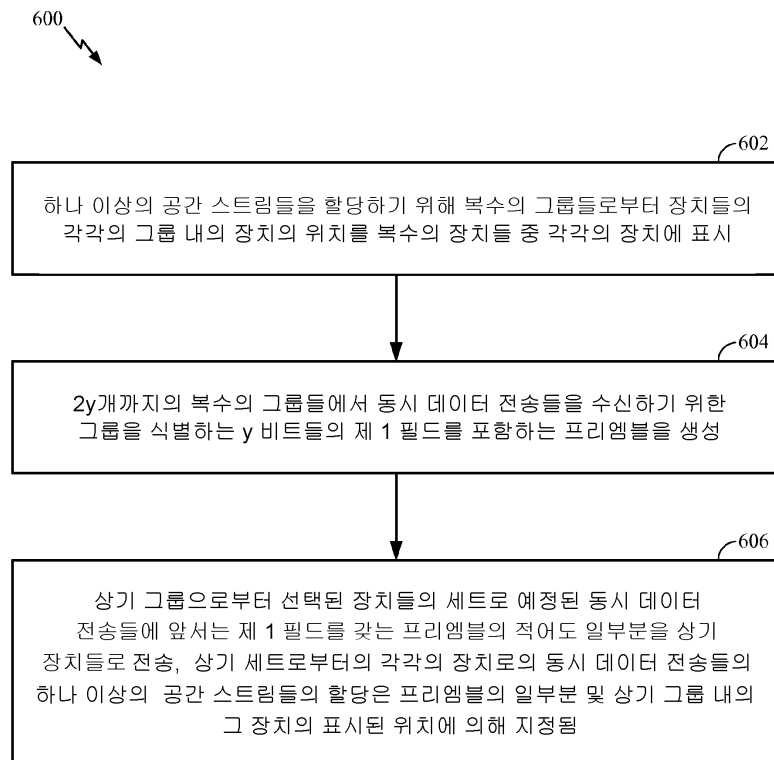 600
602
하나 이상의 공간 스트림들을 할당하기 위해 복수의 그룹들로부터 장치들의
각각의 그룹 내의 장치의 위치를 복수의 장치들 중 각각의 장치에 표시
604
2y개까지의 복수의 그룹들에서 동시 데이터 전송들을 수신하기 위한
그룹을 식별하는 y 비트들의 제 1 필드를 포함하는 프리엠블을 생성
606
상기 그룹으로부터 선택된 장치들의 세트로 예정된 동시 데이터
전송들에 앞서는 제 1 필드를 갖는 프리엠블의 적어도 일부분을 상기
장치들로 전송, 상기 세트로부터의 각각의 장치로의 동시 데이터 전송들의
하나 이상의 공간 스트림들의 할당은 프리엠블의 일부분 및 상기 그룹 내의
그 장치의 표시된 위치에 의해 지정됨